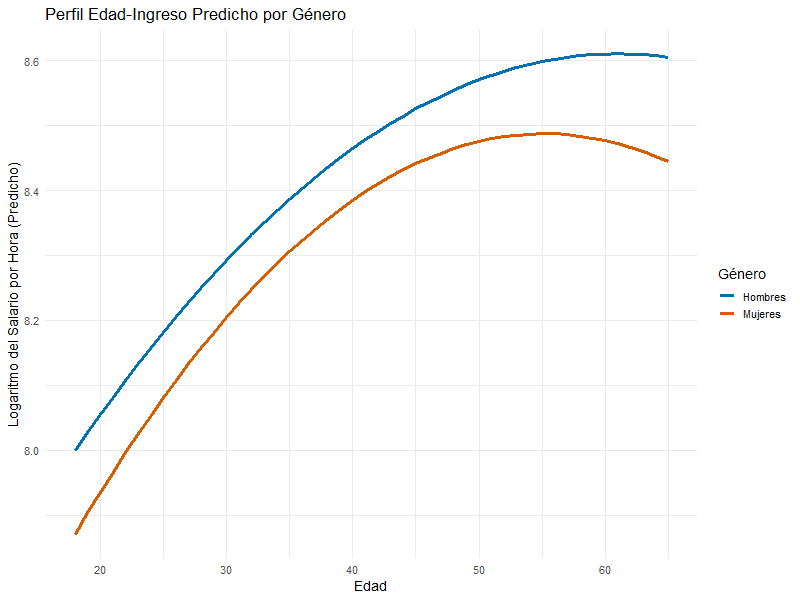 Perfil Edad-Ingreso Predicho por Género
Logaritmo del Salario por Hora (Predicho)
8.6
8.4
8.2
8.0
20 30 40 50 60
Edad
Género
Hombres
Mujeres